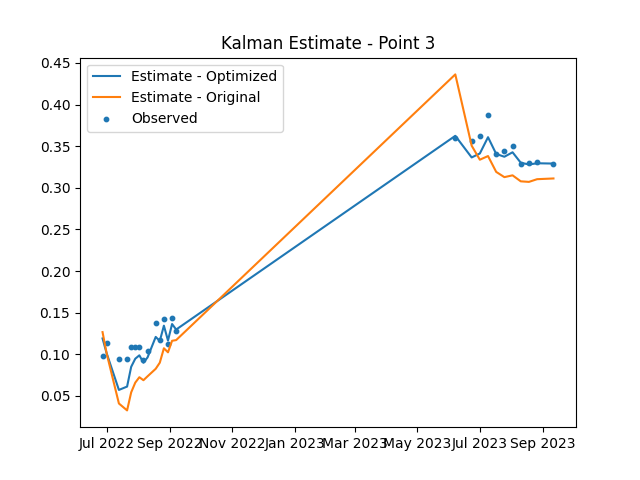 Kalman Estimate - Point 3
Estimate - Optimized
Estimate - Original
Observed
0.45
0.40
0.35
0.30
0.25
0.20
0.15
0.10
0.05
Jul 2022 Sep 2022 Nov 2022 Jan 2023 Mar 2023 May 2023 Jul 2023 Sep 2023